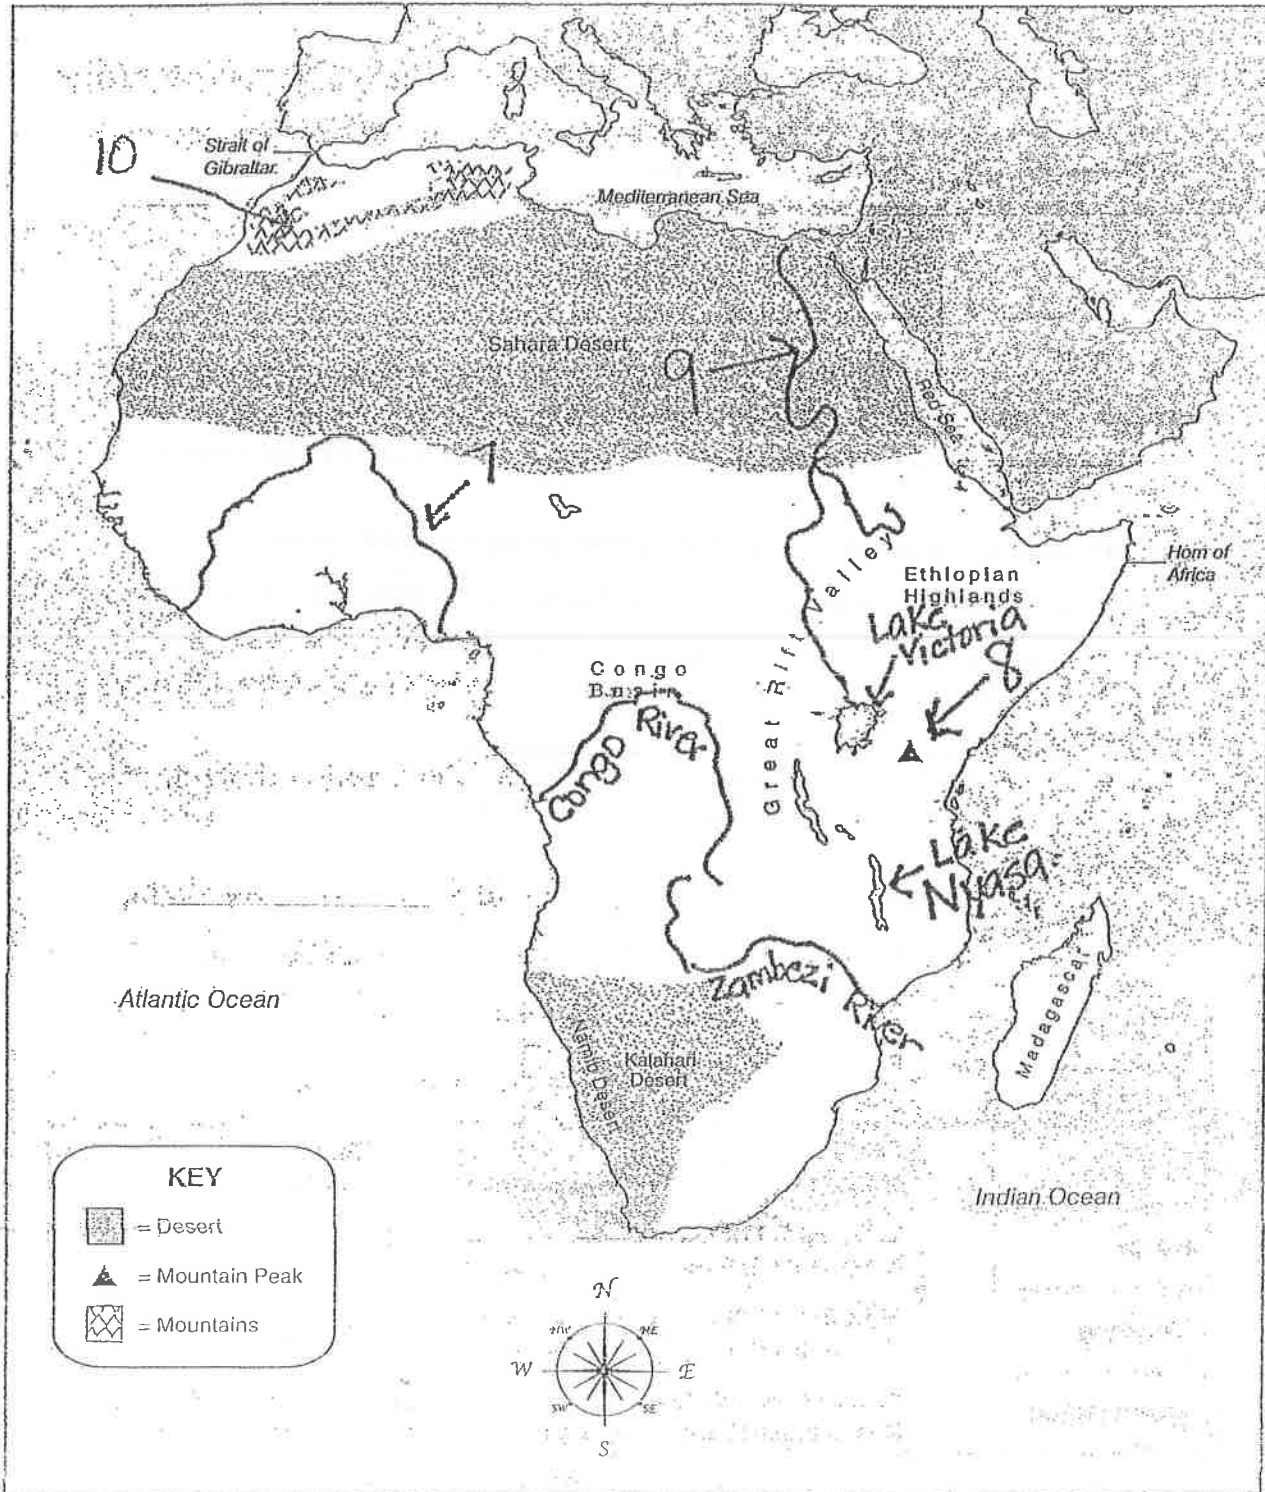 10
Strait of
Gibraltar
Mediterranean Sea
Sahara Desert
9
Red Sea
7
Horn of
Africa
Ethiopian
Highlands
Great Rift Valley
Lake
Victoria
8
Congo
Basin
Congo River
Lake
Nyasa
Zambezi River
Madagascar
Atlantic Ocean
Namib Desert
Kalahari
Desert
Indian Ocean
KEY
= Desert
= Mountain Peak
= Mountains
N
NW
NE
W
E
SW
SE
S